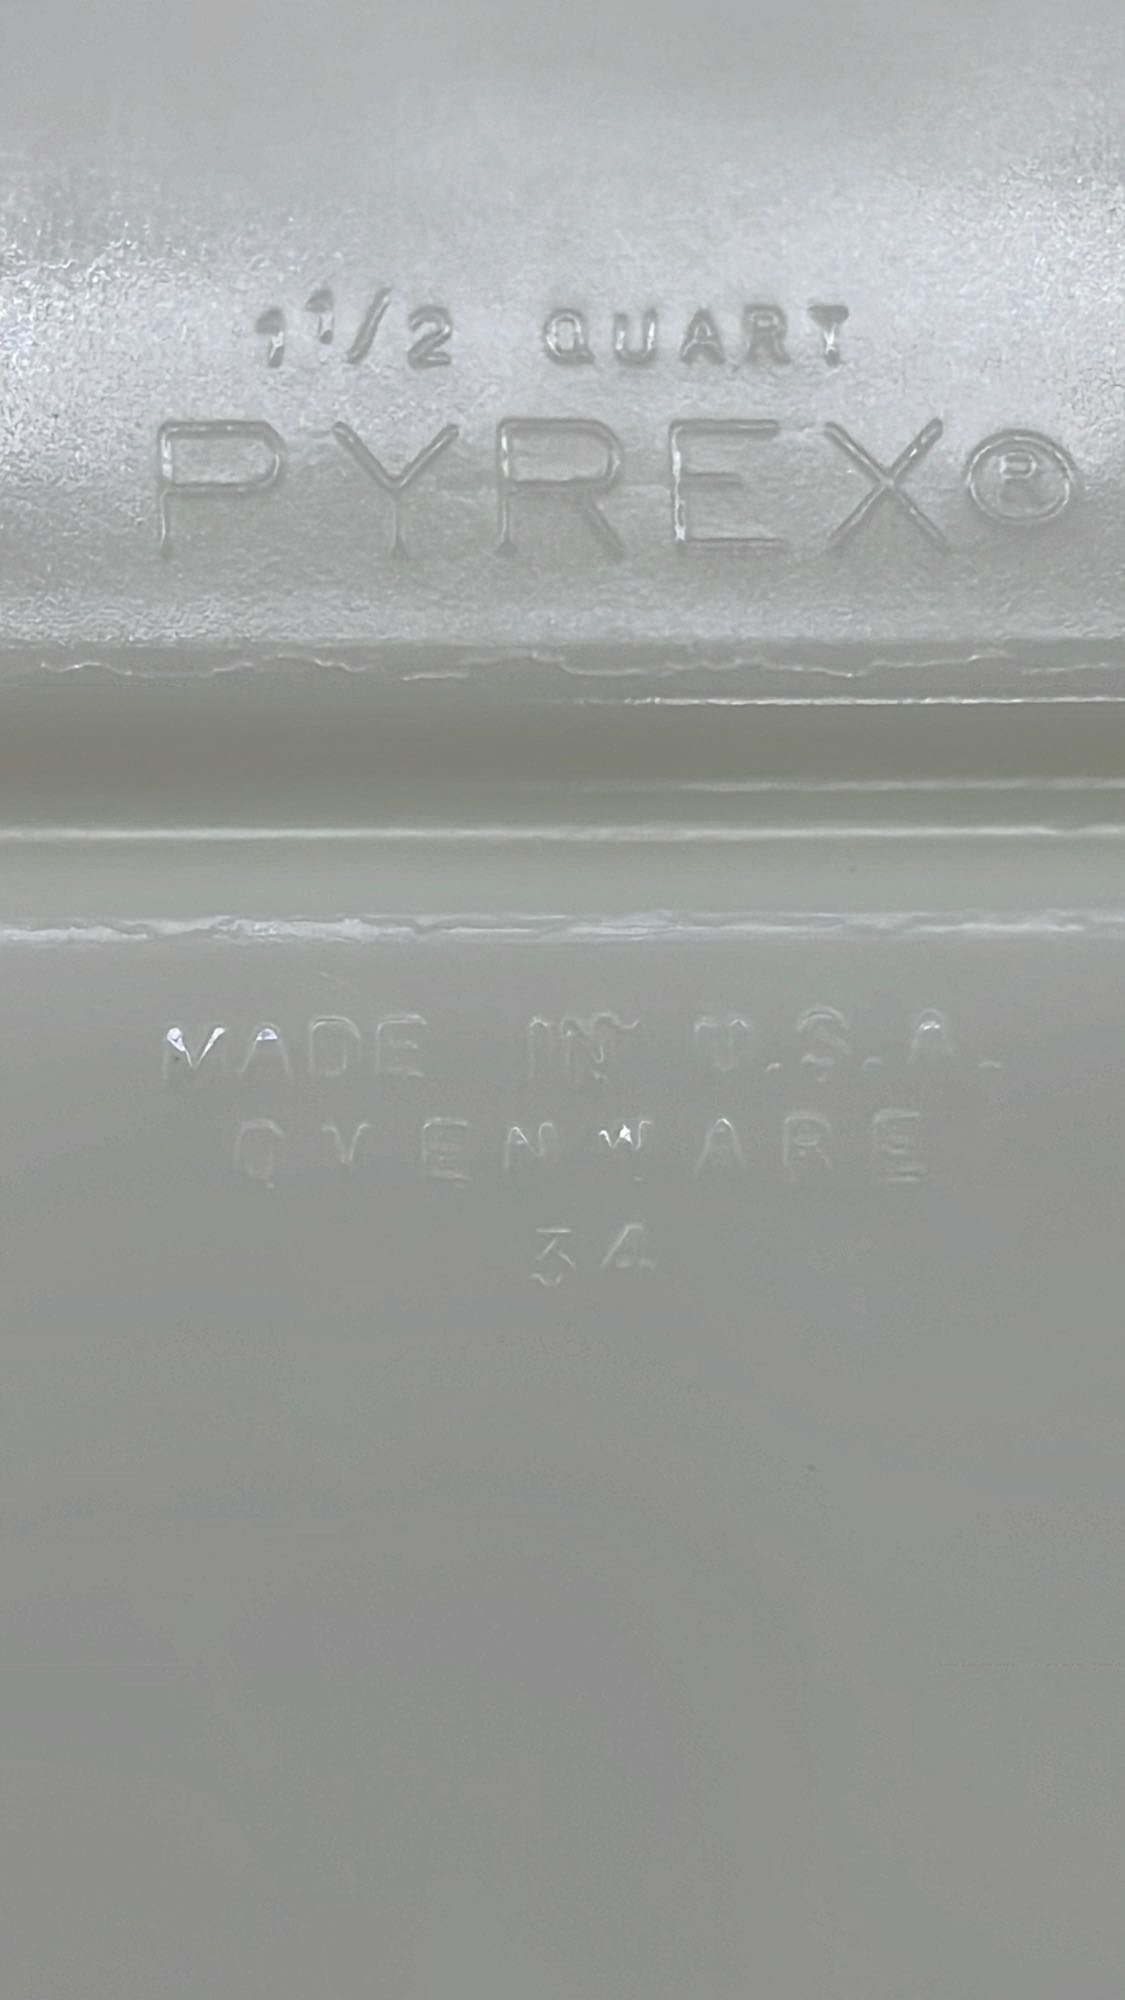 1 1/2 QUART
PYREX®
MADE IN U.S.A.
OVENWARE
34